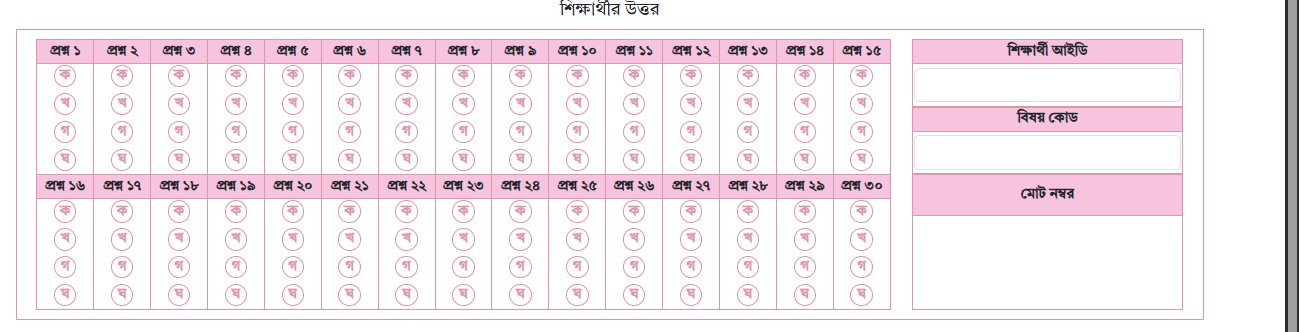 শিক্ষার্থীর উত্তর
প্রশ্ন ১ প্রশ্ন ২ প্রশ্ন ৩ প্রশ্ন ৪ প্রশ্ন ৫ প্রশ্ন ৬ প্রশ্ন ৭ প্রশ্ন ৮ প্রশ্ন ৯ প্রশ্ন ১০ প্রশ্ন ১১ প্রশ্ন ১২ প্রশ্ন ১৩ প্রশ্ন ১৪ প্রশ্ন ১৫
ক ক ক ক ক ক ক ক ক ক ক ক ক ক ক
খ খ খ খ খ খ খ খ খ খ খ খ খ খ খ
গ গ গ গ গ গ গ গ গ গ গ গ গ গ গ
ঘ ঘ ঘ ঘ ঘ ঘ ঘ ঘ ঘ ঘ ঘ ঘ ঘ ঘ ঘ
প্রশ্ন ১৬ প্রশ্ন ১৭ প্রশ্ন ১৮ প্রশ্ন ১৯ প্রশ্ন ২০ প্রশ্ন ২১ প্রশ্ন ২২ প্রশ্ন ২৩ প্রশ্ন ২৪ প্রশ্ন ২৫ প্রশ্ন ২৬ প্রশ্ন ২৭ প্রশ্ন ২৮ প্রশ্ন ২৯ প্রশ্ন ৩০
ক ক ক ক ক ক ক ক ক ক ক ক ক ক ক
খ খ খ খ খ খ খ খ খ খ খ খ খ খ খ
গ গ গ গ গ গ গ গ গ গ গ গ গ গ গ
ঘ ঘ ঘ ঘ ঘ ঘ ঘ ঘ ঘ ঘ ঘ ঘ ঘ ঘ ঘ
শিক্ষার্থী আইডি
বিষয় কোড
মোট নম্বর